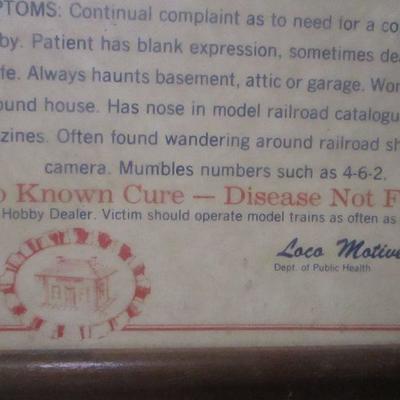 PTOMS: Continual complaint as to need for a co
by. Patient has blank expression, sometimes de
fe. Always haunts basement, attic or garage. Wor
ound house. Has nose in model railroad catalogue
zines. Often found wandering around railroad sh
camera. Mumbles numbers such as 4-6-2.
o Known Cure — Disease Not F
Hobby Dealer. Victim should operate model trains as often as
Loco Motive
Dept. of Public Health